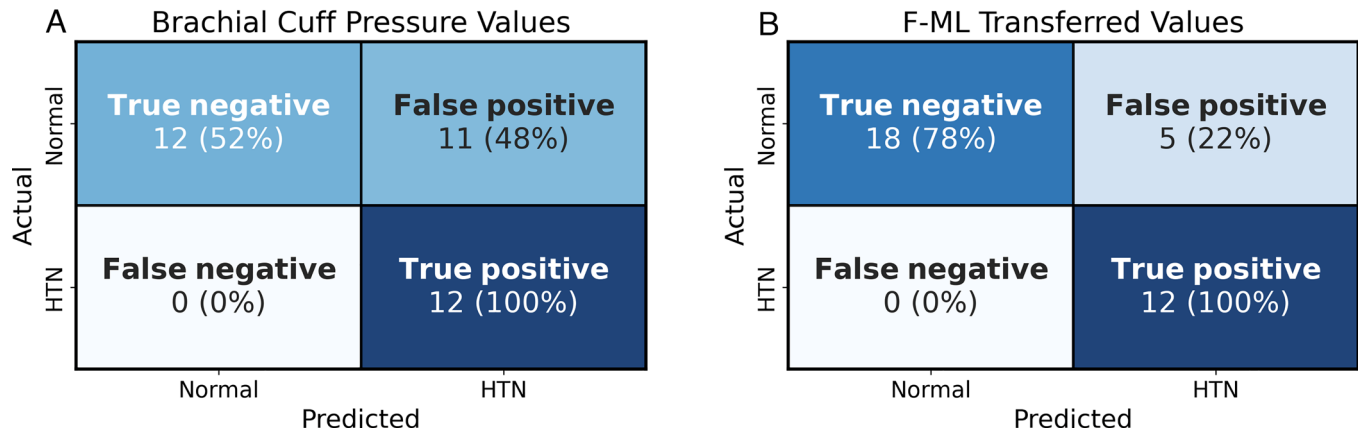 A
Brachial Cuff Pressure Values
Actual
Normal
True negative
12 (52%)
False positive
11 (48%)
HTN
False negative
0 (0%)
True positive
12 (100%)
Normal
HTN
Predicted
B
F-ML Transferred Values
Actual
Normal
True negative
18 (78%)
False positive
5 (22%)
HTN
False negative
0 (0%)
True positive
12 (100%)
Normal
HTN
Predicted